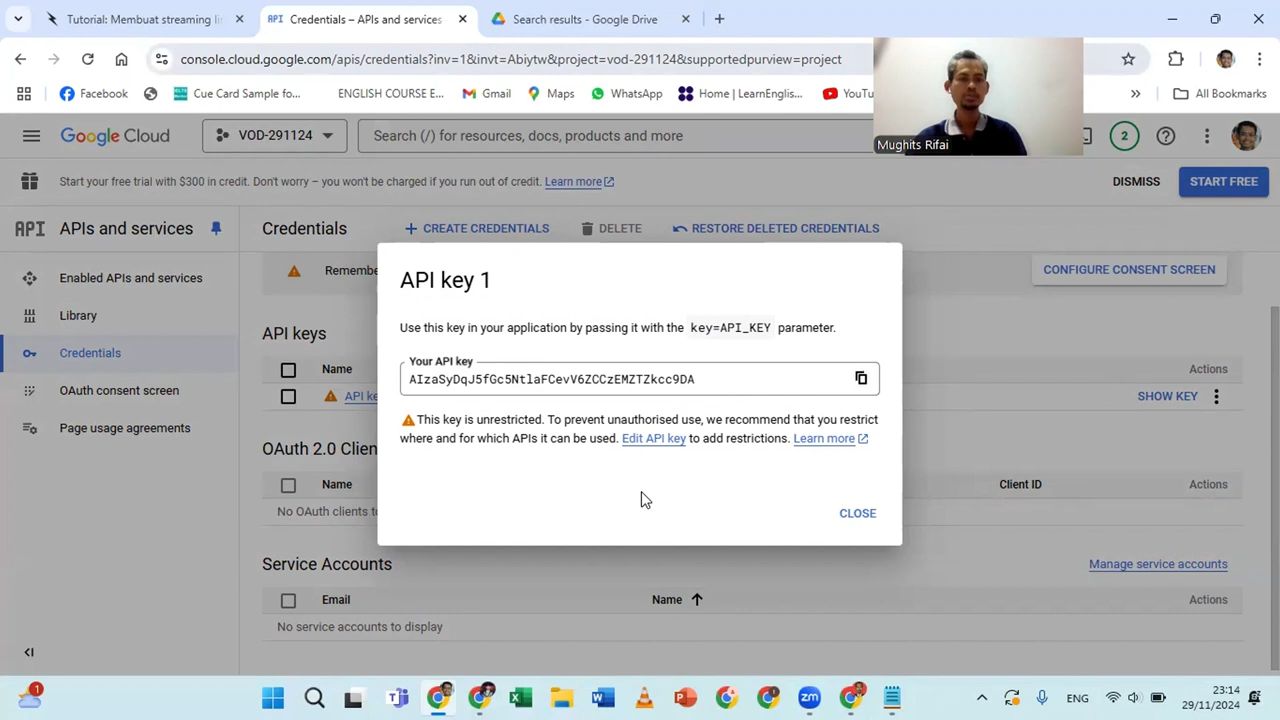 Tutorial: Membuat streaming li
API Credentials – APIs and services
Search results - Google Drive
console.cloud.google.com/apis/credentials?inv=1&invt=Abiytw&project=vod-291124&supportedpurview=project
Facebook
Cue Card Sample fo...
ENGLISH COURSE E...
Gmail
Maps
WhatsApp
Home | LearnEnglis...
YouTu
All Bookmarks
Mughits Rifai
Google Cloud
VOD-291124
Search (/) for resources, docs, products and more
2
Start your free trial with $300 in credit. Don't worry – you won't be charged if you run out of credit. Learn more
DISMISS
START FREE
API APIs and services
Credentials
CREATE CREDENTIALS
DELETE
RESTORE DELETED CREDENTIALS
Enabled APIs and services
Library
Credentials
OAuth consent screen
Page usage agreements
Remembe
CONFIGURE CONSENT SCREEN
API keys
Name
Actions
API ke
SHOW KEY
OAuth 2.0 Clien
Name
Client ID
Actions
No OAuth clients t
API key 1
Use this key in your application by passing it with the key=API_KEY parameter.
Your API key
AIzaSyDqJ5fGc5NtlaFCevV6ZCCzEMZTZkcc9DA
This key is unrestricted. To prevent unauthorised use, we recommend that you restrict
where and for which APIs it can be used. Edit API key to add restrictions. Learn more
CLOSE
Service Accounts
Manage service accounts
Email
Name
Actions
No service accounts to display
1
zm
ENG
23:14
29/11/2024